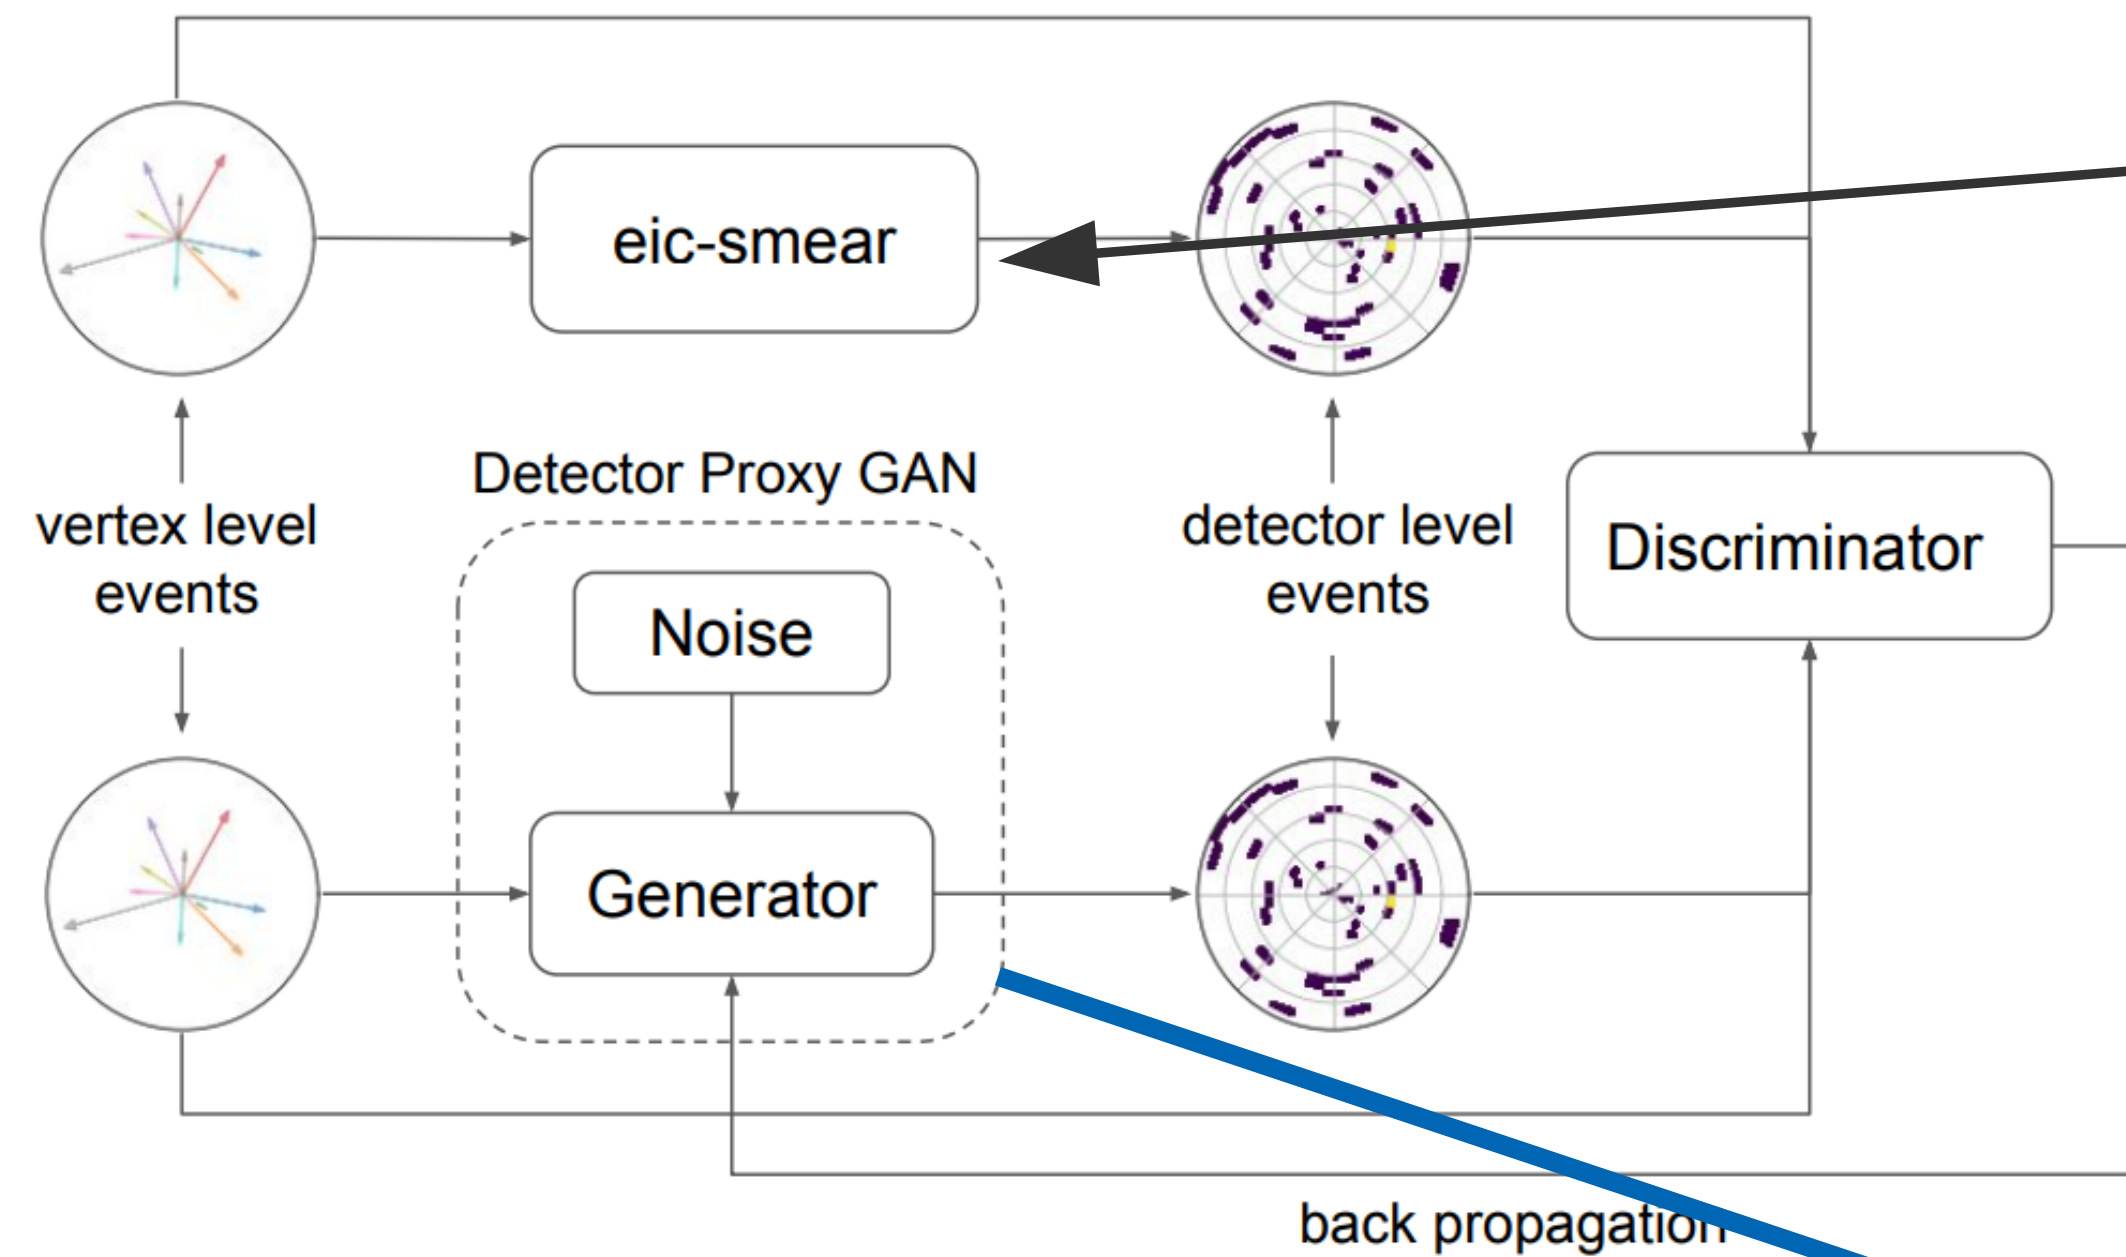 eic-smear
Detector Proxy GAN
vertex level
events
Noise
detector level
events
Discriminator
Generator
back propagation